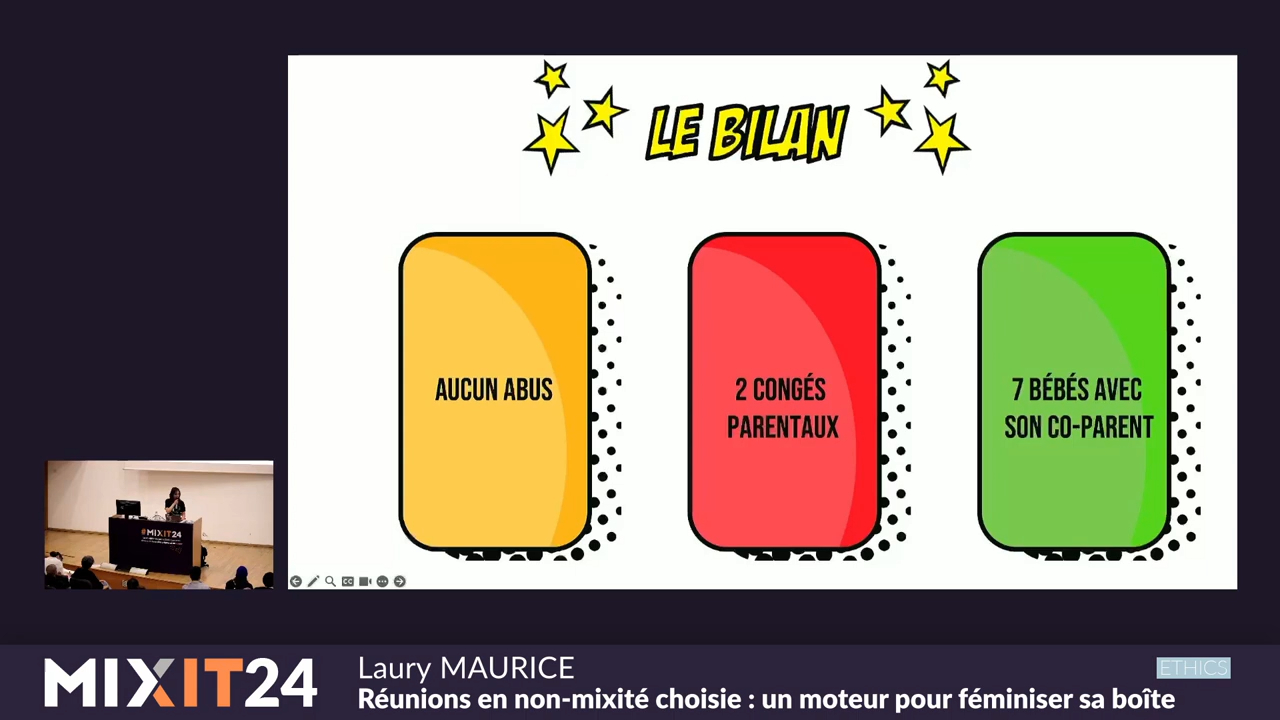 LE BILAN
AUCUN ABUS
2 CONGÉS
PARENTAUX
7 BÉBÉS AVEC
SON CO-PARENT
#MIXIT24
MIXIT24
Laury MAURICE
ETHICS
Réunions en non-mixité choisie : un moteur pour féminiser sa boîte